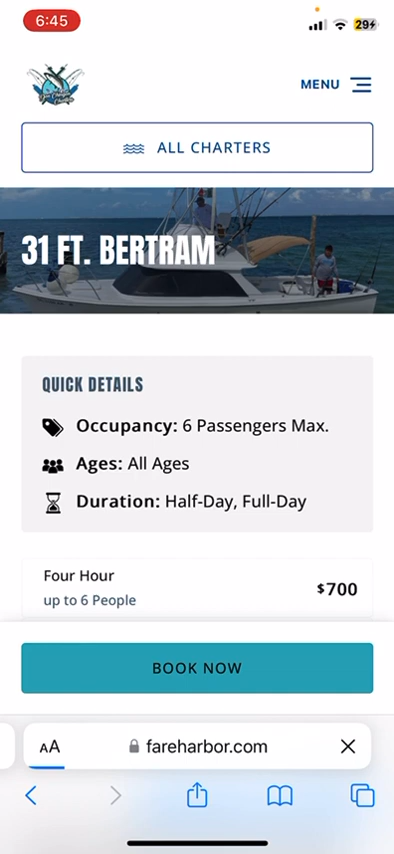 6:45
29
MENU
ALL CHARTERS
31 FT. BERTRAM
QUICK DETAILS
Occupancy: 6 Passengers Max.
Ages: All Ages
Duration: Half-Day, Full-Day
Four Hour
up to 6 People
$700
BOOK NOW
AA
fareharbor.com